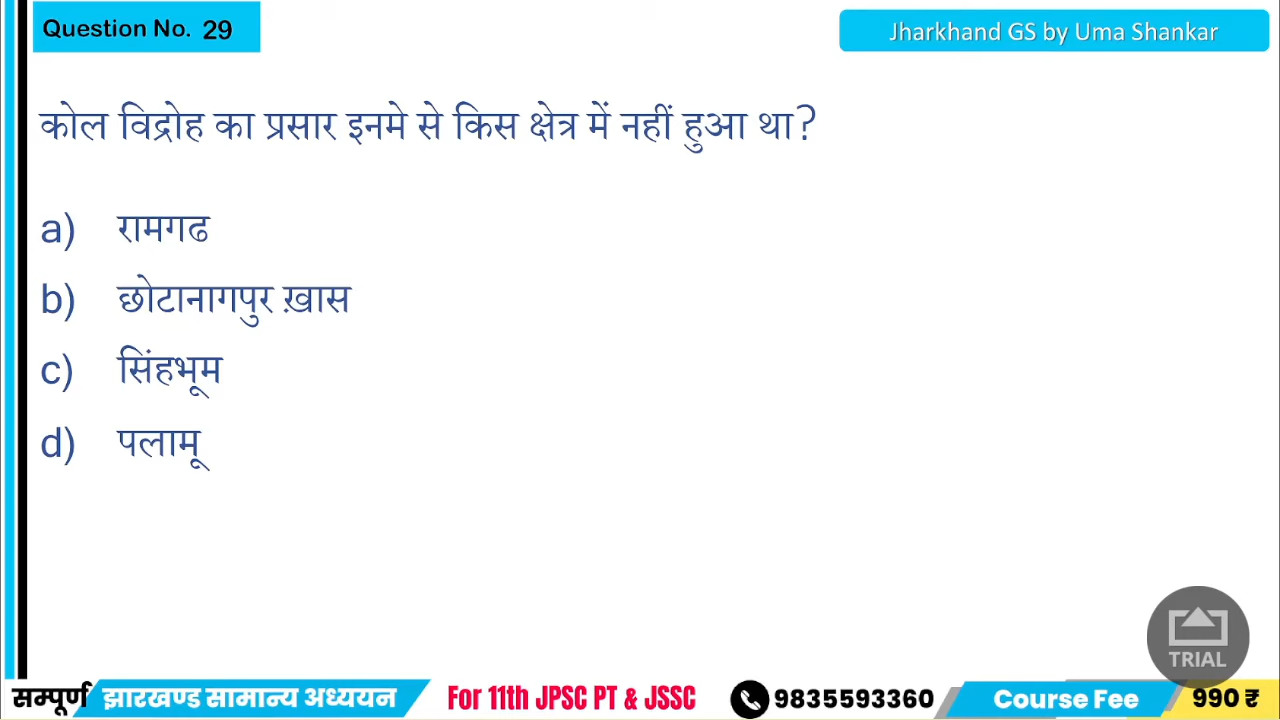 Question No. 29
Jharkhand GS by Uma Shankar
कोल विद्रोह का प्रसार इनमे से किस क्षेत्र में नहीं हुआ था?
a) रामगढ
b) छोटानागपुर ख़ास
c) सिंहभूम
d) पलामू
TRIAL
सम्पूर्ण झारखण्ड सामान्य अध्ययन For 11th JPSC PT & JSSC 9835593360 Course Fee 990 ₹